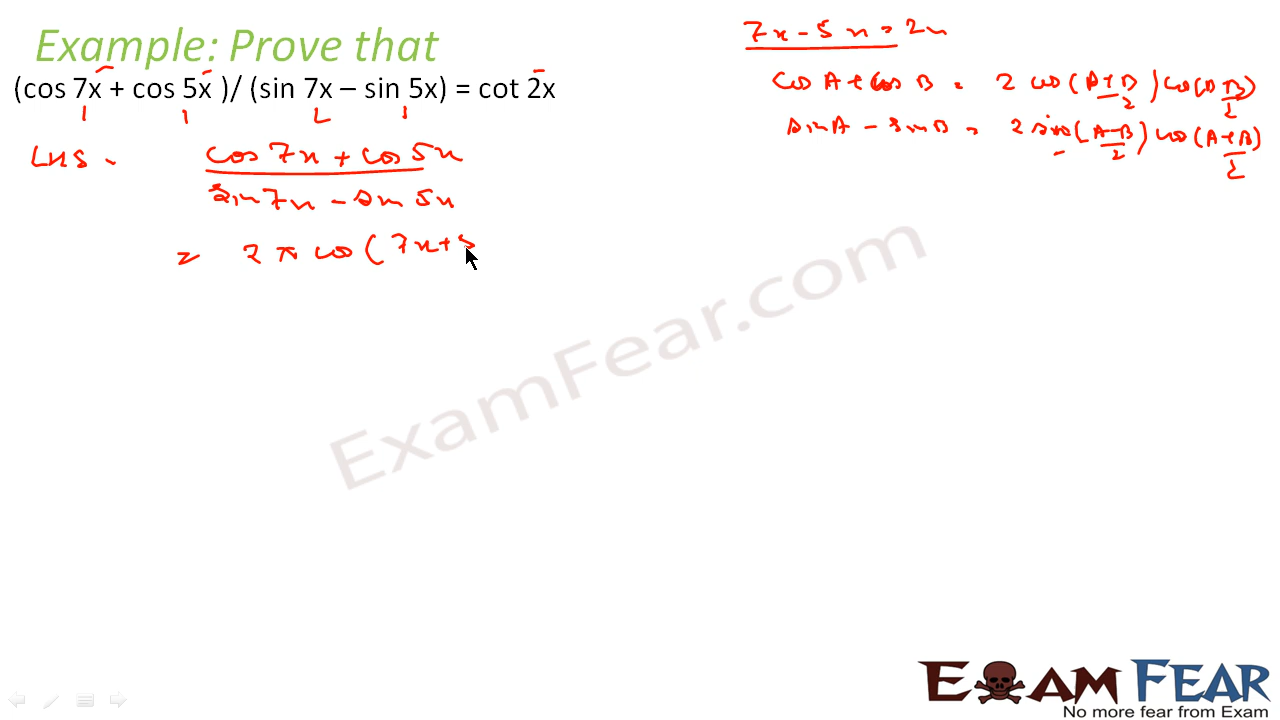 Example: Prove that
(cos 7x + cos 5x )/ (sin 7x – sin 5x) = cot 2x
7x - 5x = 2x
cos A + cos B = 2 cos(A+B/2) cos(A-B/2)
sin A - sin B = 2 sin(A-B/2) cos(A+B/2)
LHS = cos 7x + cos 5x
sin 7x - sin 5x
= 2 x cos ( 7x+5
ExamFear.com
EXAM FEAR
No more fear from Exam